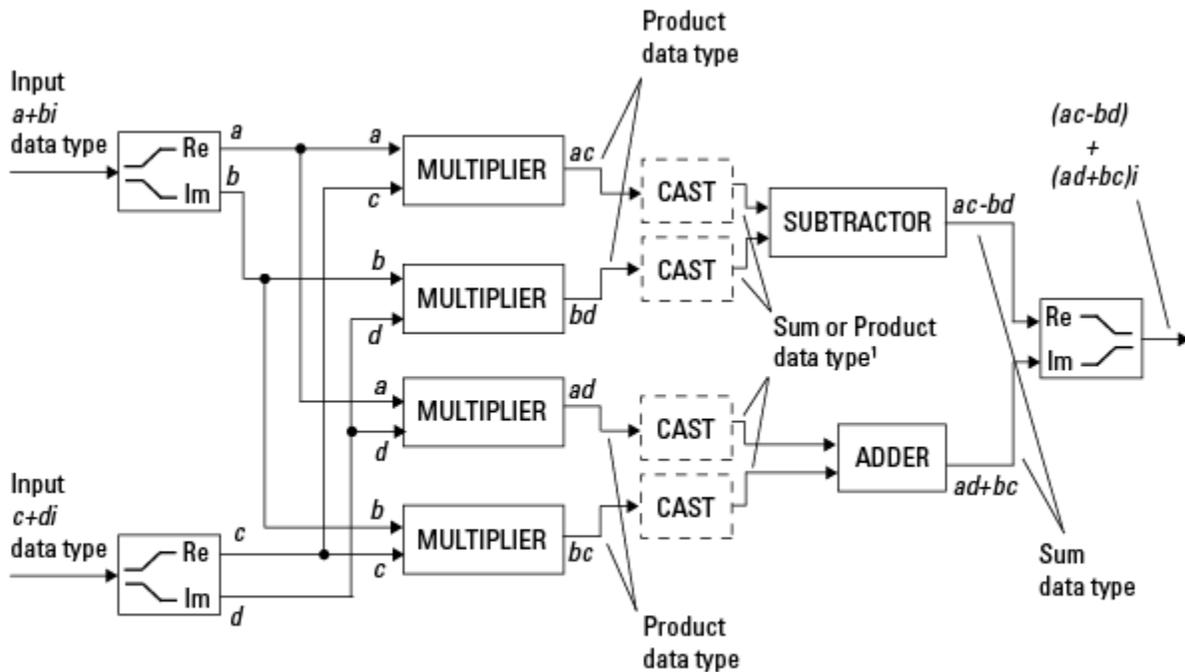 Product
data type
Input
a+bi
data type
(ac-bd)
+
(ad+bc)i
a
Re
b
Im
a
c
MULTIPLIER
ac
CAST
SUBTRACTOR
ac-bd
b
d
MULTIPLIER
bd
CAST
Re
Im
Sum or Product
data type¹
a
d
MULTIPLIER
ad
CAST
ADDER
ad+bc
Input
c+di
data type
c
Re
Im
d
b
c
MULTIPLIER
bc
CAST
Sum
data type
Product
data type